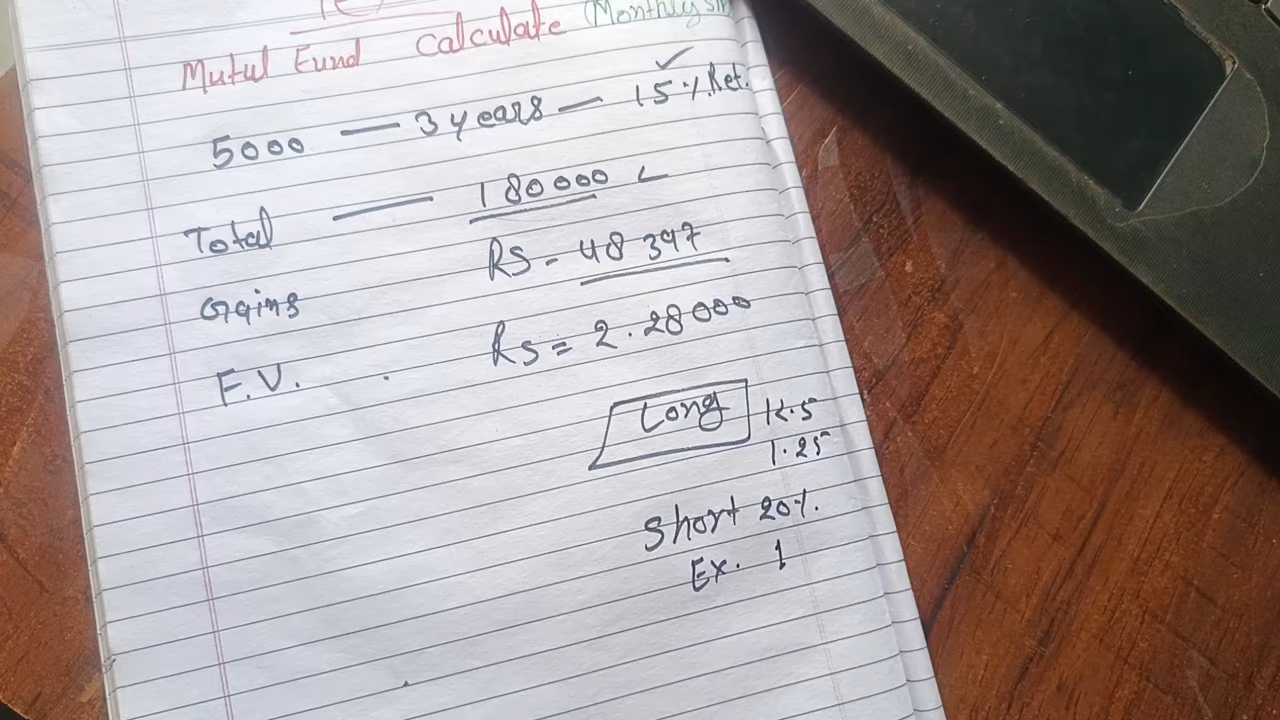 Mutul Fund Calculate (Monthly
5000 — 3 years — 15% Ret.
Total — 180000
Gains RS - 48397
F.V. RS = 2.28000
Long 12.5
1.25
Short 20%.
Ex. 1